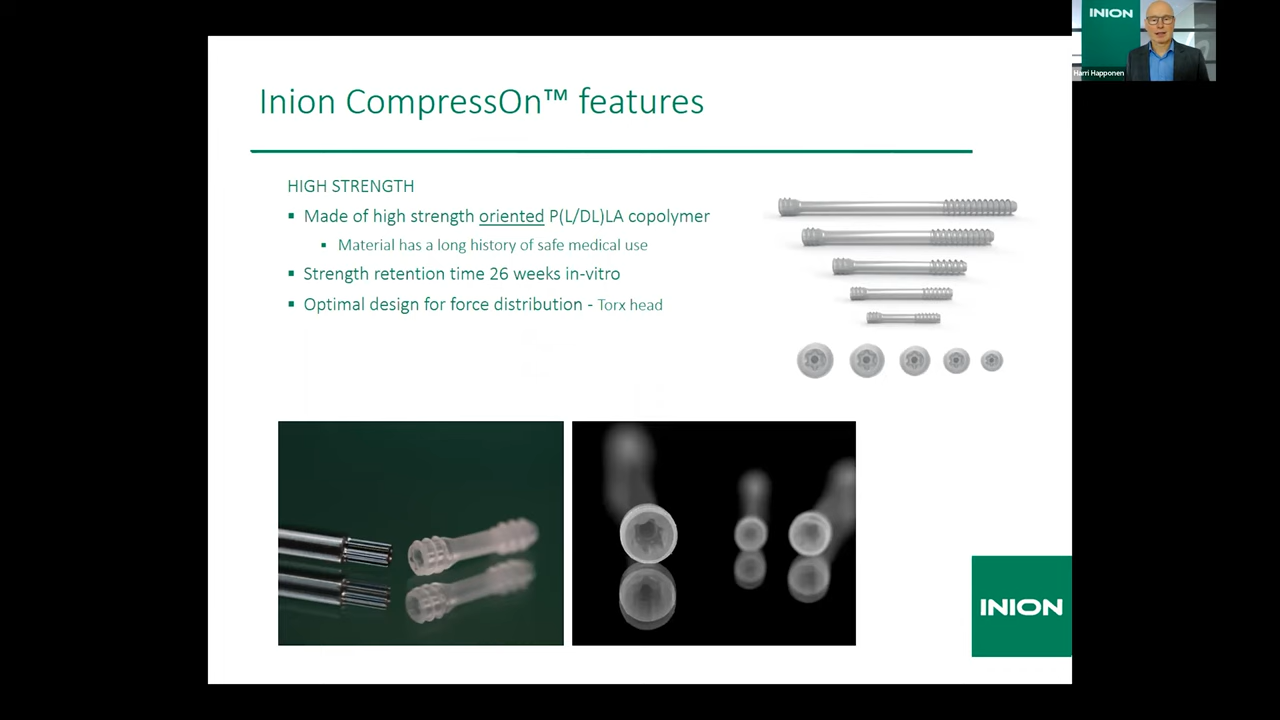 INION
Harri Happonen
Inion CompressOn™ features
HIGH STRENGTH
▪ Made of high strength oriented P(L/DL)LA copolymer
▪ Material has a long history of safe medical use
▪ Strength retention time 26 weeks in-vitro
▪ Optimal design for force distribution - Torx head
INION